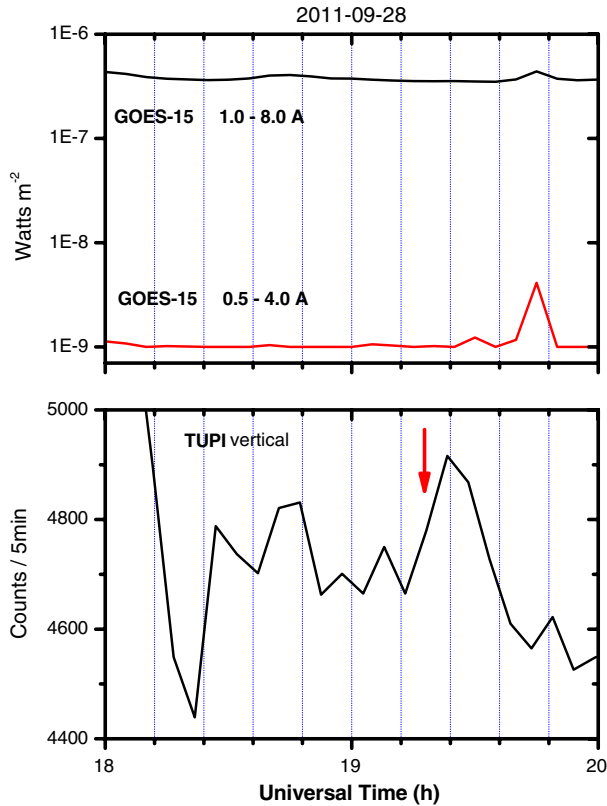 2011-09-28
1E-6
GOES-15 1.0 - 8.0 A
1E-7
Watts m-2
1E-8
GOES-15 0.5 - 4.0 A
1E-9
5000
TUPI vertical
4800
Counts / 5min
4600
4400
18 19 20
Universal Time (h)